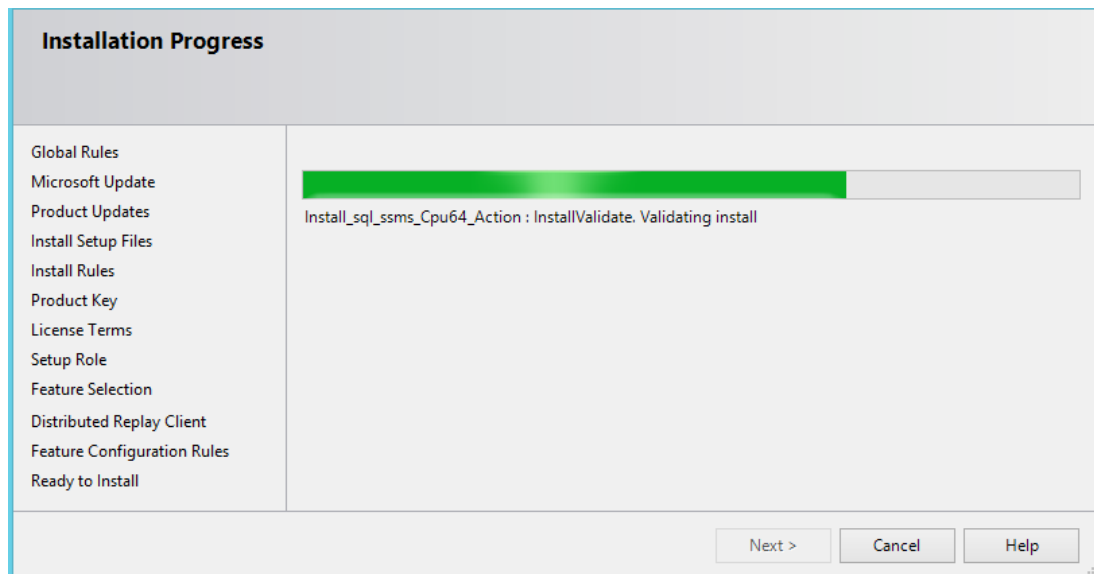 Installation Progress
Global Rules
Microsoft Update
Product Updates
Install Setup Files
Install Rules
Product Key
License Terms
Setup Role
Feature Selection
Distributed Replay Client
Feature Configuration Rules
Ready to Install
Install_sql_ssms_Cpu64_Action : InstallValidate. Validating install
Next >
Cancel
Help